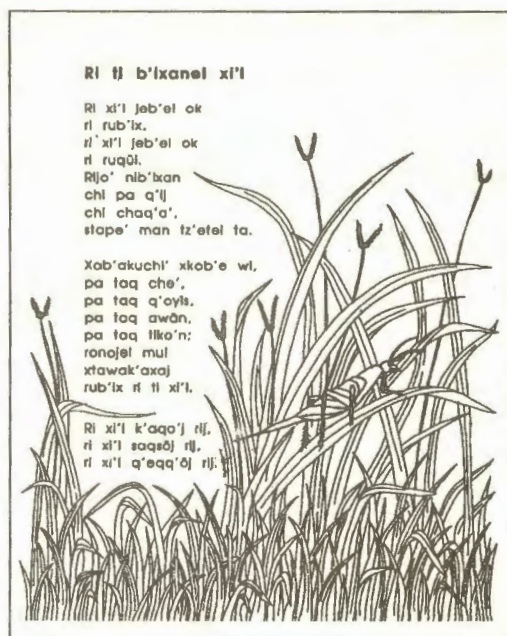 Ri ti b'ixanel xi'l
Ri xi'l jeb'ël ok
ri rub'ix,
ri xi'l jeb'ël ok
ri ruqül.
Rijo' nib'ixan
chi pa q'ij
chi chaq'a',
stape' man tz'etel ta.
Xab'akuchi' xkob'e wi,
pa taq che',
pa taq q'ayis,
pa taq awän,
pa taq tiko'n;
ronojel mul
xtawak'axaj
rub'ix ri ti xi'l.
Ri xi'l k'aqo'j rij,
ri xi'l saqsöj rij,
ri xi'l q'eqq'öj rij.